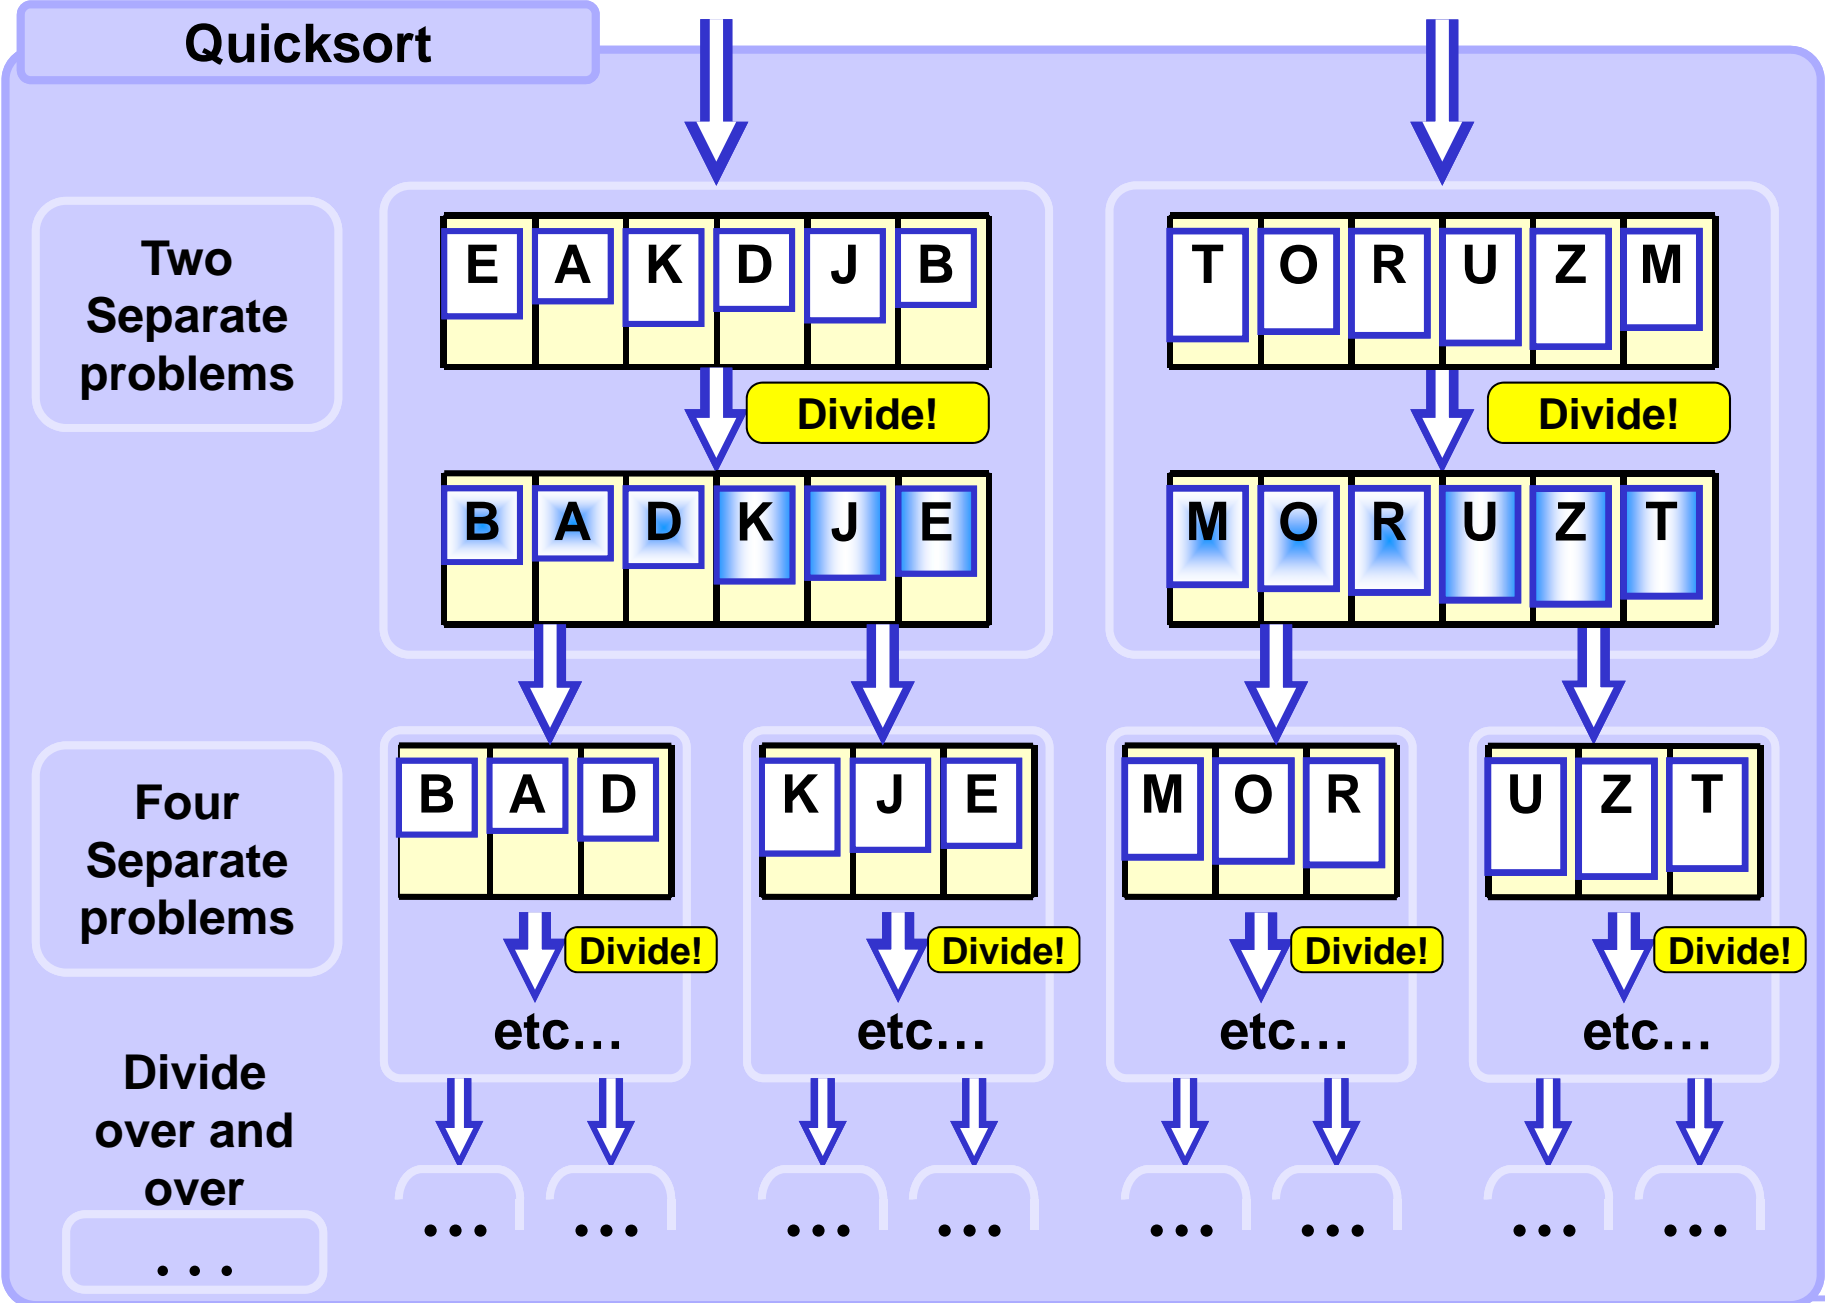 Quicksort
Two
Separate
problems
E A K D J B
T O R U Z M
Divide!
Divide!
B A D K J E
M O R U Z T
Four
Separate
problems
B A D
K J E
M O R
U Z T
Divide!
Divide!
Divide!
Divide!
etc…
etc…
etc…
etc…
Divide
over and
over
…
…
…
…
…
…
…
…
. . .